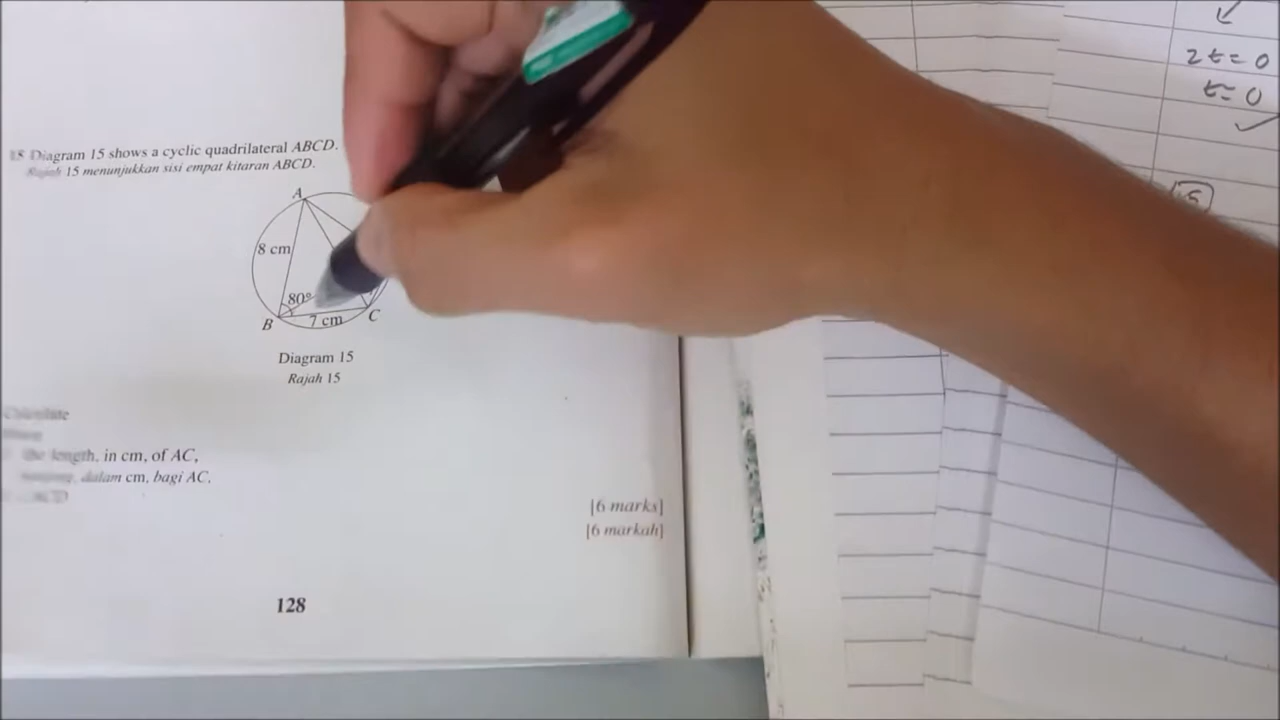 15 Diagram 15 shows a cyclic quadrilateral ABCD.
Rajah 15 menunjukkan sisi empat kitaran ABCD.
A
8 cm
80°
B
7 cm
C
Diagram 15
Rajah 15
Calculate
the length, in cm, of AC,
dalam cm, bagi AC.
[6 marks]
[6 markah]
128
2t=0
t=0